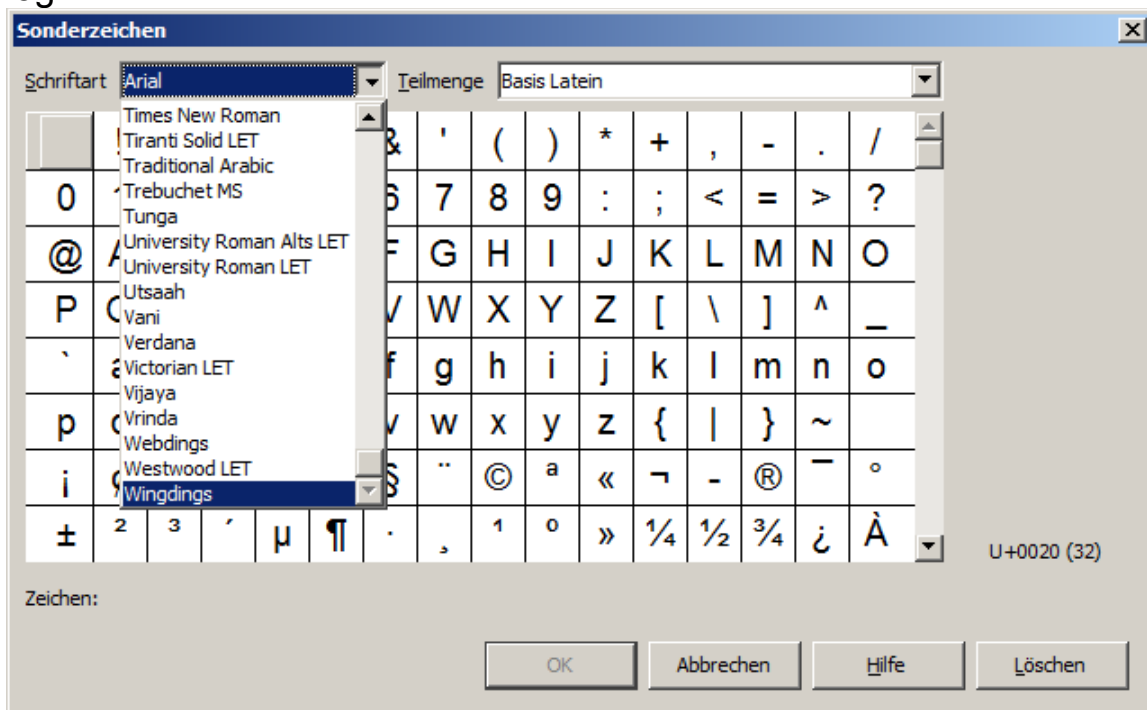 Sonderzeichen
Schriftart Arial Teilmenge Basis Latein
Times New Roman
Tiranti Solid LET
Traditional Arabic
Trebuchet MS
Tunga
University Roman Alts LET
University Roman LET
Utsaah
Vani
Verdana
Victorian LET
Vijaya
Vrinda
Webdings
Westwood LET
Wingdings
& ' ( ) * + , - . /
0 6 7 8 9 : ; < = > ?
@ A F G H I J K L M N O
P Q V W X Y Z [ \ ] ^ _
` a f g h i j k l m n o
p q v w x y z { | } ~
¡ ¢ § ¨ © ª « ¬ - ® ¯ °
± ² ³ ´ µ ¶ · ¸ ¹ º » ¼ ½ ¾ ¿ À
U+0020 (32)
Zeichen:
OK Abbrechen Hilfe Löschen